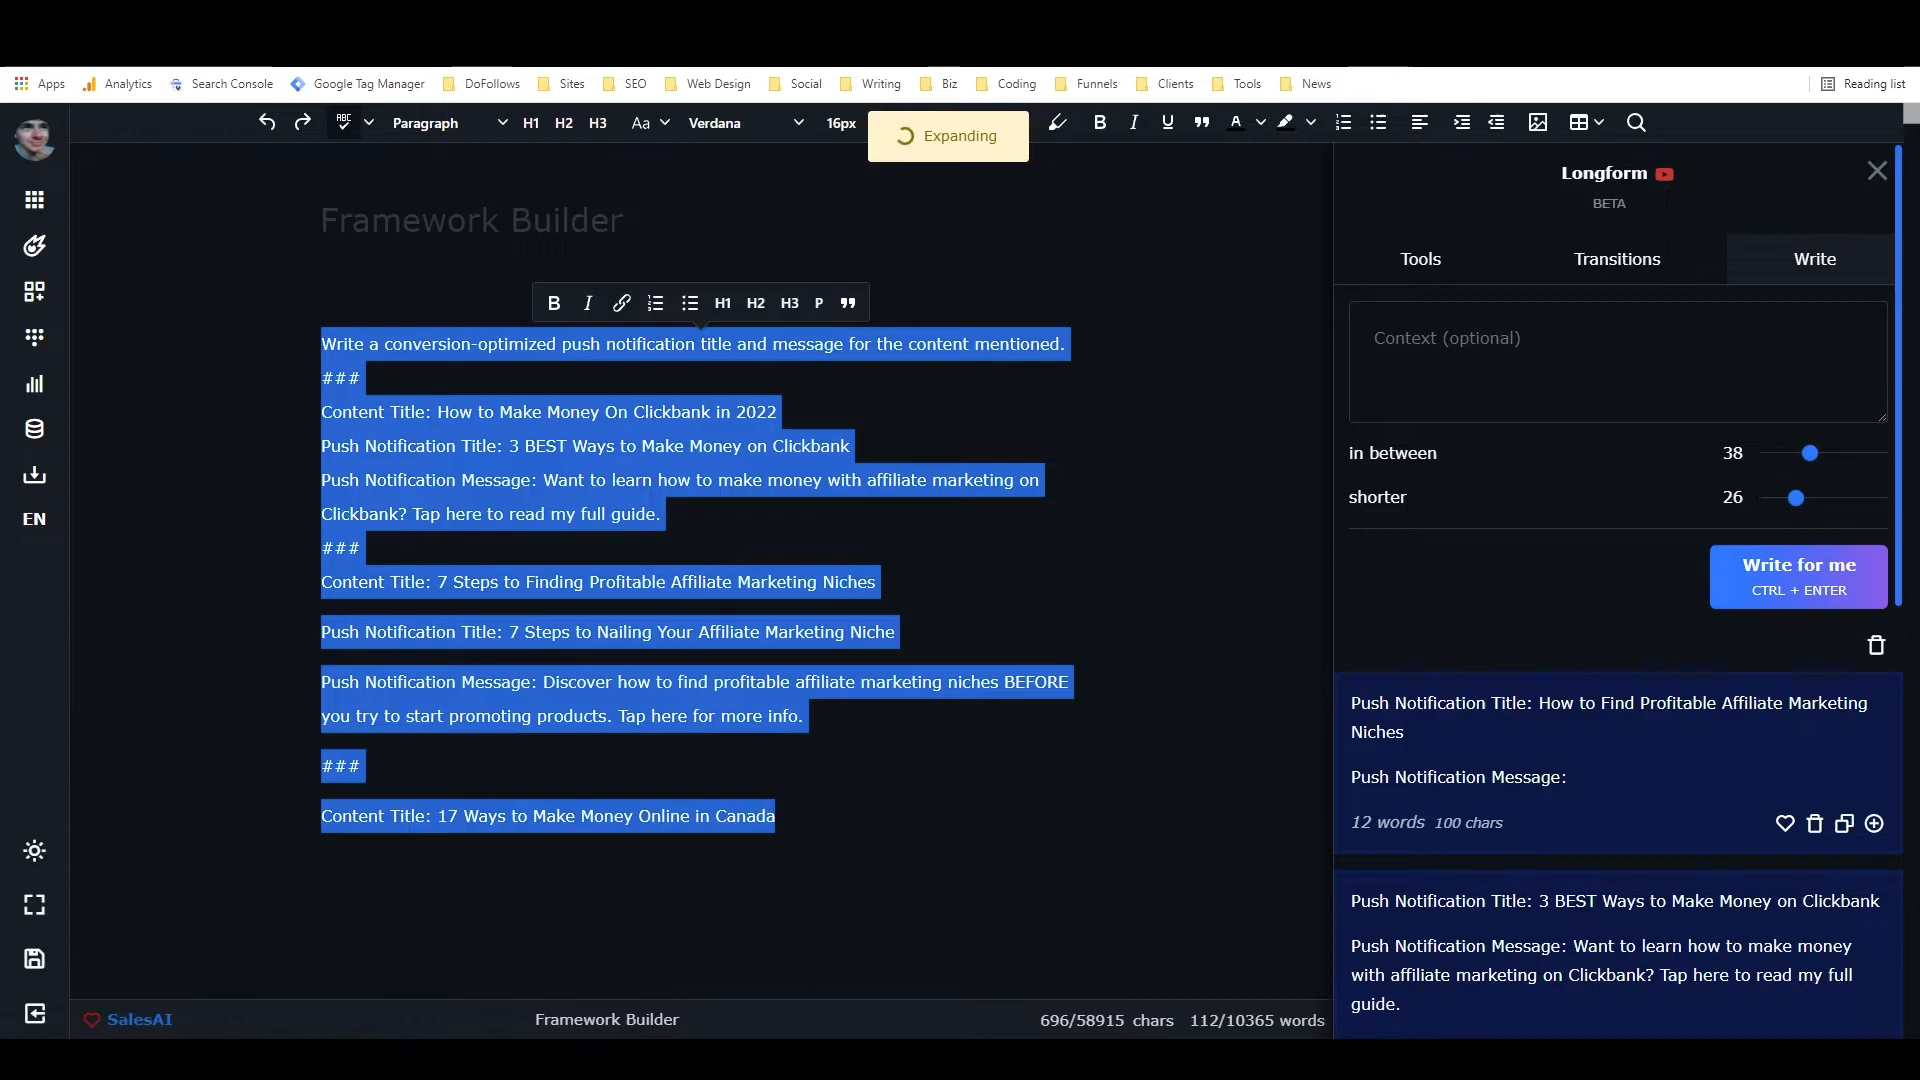 Apps Analytics Search Console Google Tag Manager DoFollows Sites SEO Web Design Social Writing Biz Coding Funnels Clients Tools News Reading list
ABC Paragraph H1 H2 H3 Aa Verdana 16px B I U A
Expanding
Framework Builder
B I H1 H2 H3 P
Write a conversion-optimized push notification title and message for the content mentioned.
###
Content Title: How to Make Money On Clickbank in 2022
Push Notification Title: 3 BEST Ways to Make Money on Clickbank
Push Notification Message: Want to learn how to make money with affiliate marketing on
Clickbank? Tap here to read my full guide.
###
Content Title: 7 Steps to Finding Profitable Affiliate Marketing Niches
Push Notification Title: 7 Steps to Nailing Your Affiliate Marketing Niche
Push Notification Message: Discover how to find profitable affiliate marketing niches BEFORE
you try to start promoting products. Tap here for more info.
###
Content Title: 17 Ways to Make Money Online in Canada
EN
SalesAI Framework Builder 696/58915 chars 112/10365 words
Longform
BETA
Tools Transitions Write
Context (optional)
in between 38
shorter 26
Write for me
CTRL + ENTER
Push Notification Title: How to Find Profitable Affiliate Marketing
Niches
Push Notification Message:
12 words 100 chars
Push Notification Title: 3 BEST Ways to Make Money on Clickbank
Push Notification Message: Want to learn how to make money
with affiliate marketing on Clickbank? Tap here to read my full
guide.